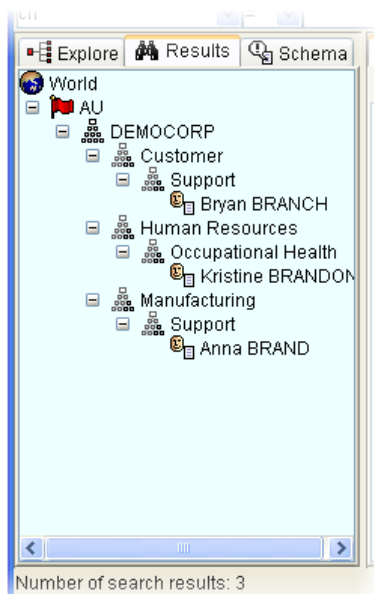 cn =
Explore Results Schema
World
AU
DEMOCORP
Customer
Support
Bryan BRANCH
Human Resources
Occupational Health
Kristine BRANDON
Manufacturing
Support
Anna BRAND
Number of search results: 3